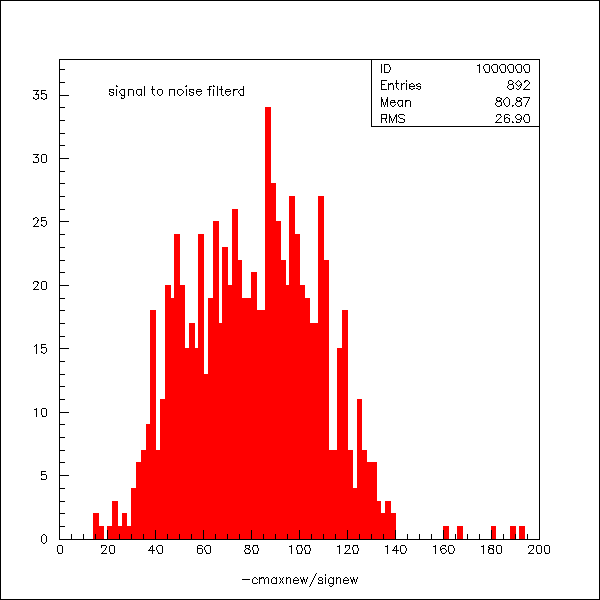 ID 1000000
Entries 892
Mean 80.87
RMS 26.90
signal to noise filterd
35
30
25
20
15
10
5
0
0 20 40 60 80 100 120 140 160 180 200
-cmaxnew/signew